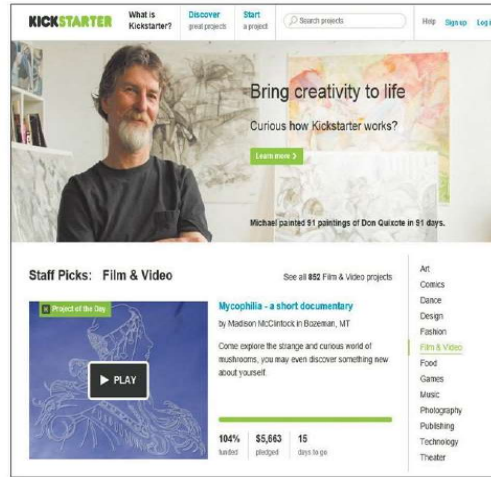 KICKSTARTER
What is
Kickstarter?
Discover
great projects
Start
a project
Search projects
Help Sign up Log i
Bring creativity to life
Curious how Kickstarter works?
Learn more
Michael painted 91 paintings of Don Quixote in 91 days.
Staff Picks: Film & Video
See all 852 Film & Video projects
K Project of the Day
PLAY
Mycophilia - a short documentary
by Madison McClintock in Bozeman, MT
Come explore the strange and curious world of
mushrooms, you may even discover something new
about yourself.
104%
funded
$5,663
pledged
15
days to go
Art
Comics
Dance
Design
Fashion
Film & Video
Food
Games
Music
Photography
Publishing
Technology
Theater